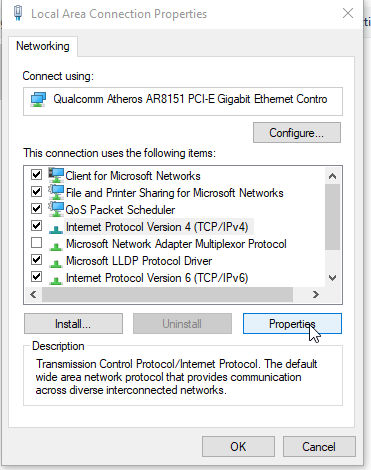 Local Area Connection Properties
Networking
Connect using:
Qualcomm Atheros AR8151 PCI-E Gigabit Ethernet Contro
Configure...
This connection uses the following items:
Client for Microsoft Networks
File and Printer Sharing for Microsoft Networks
QoS Packet Scheduler
Internet Protocol Version 4 (TCP/IPv4)
Microsoft Network Adapter Multiplexor Protocol
Microsoft LLDP Protocol Driver
Internet Protocol Version 6 (TCP/IPv6)
Install...
Uninstall
Properties
Description
Transmission Control Protocol/Internet Protocol. The default
wide area network protocol that provides communication
across diverse interconnected networks.
OK
Cancel